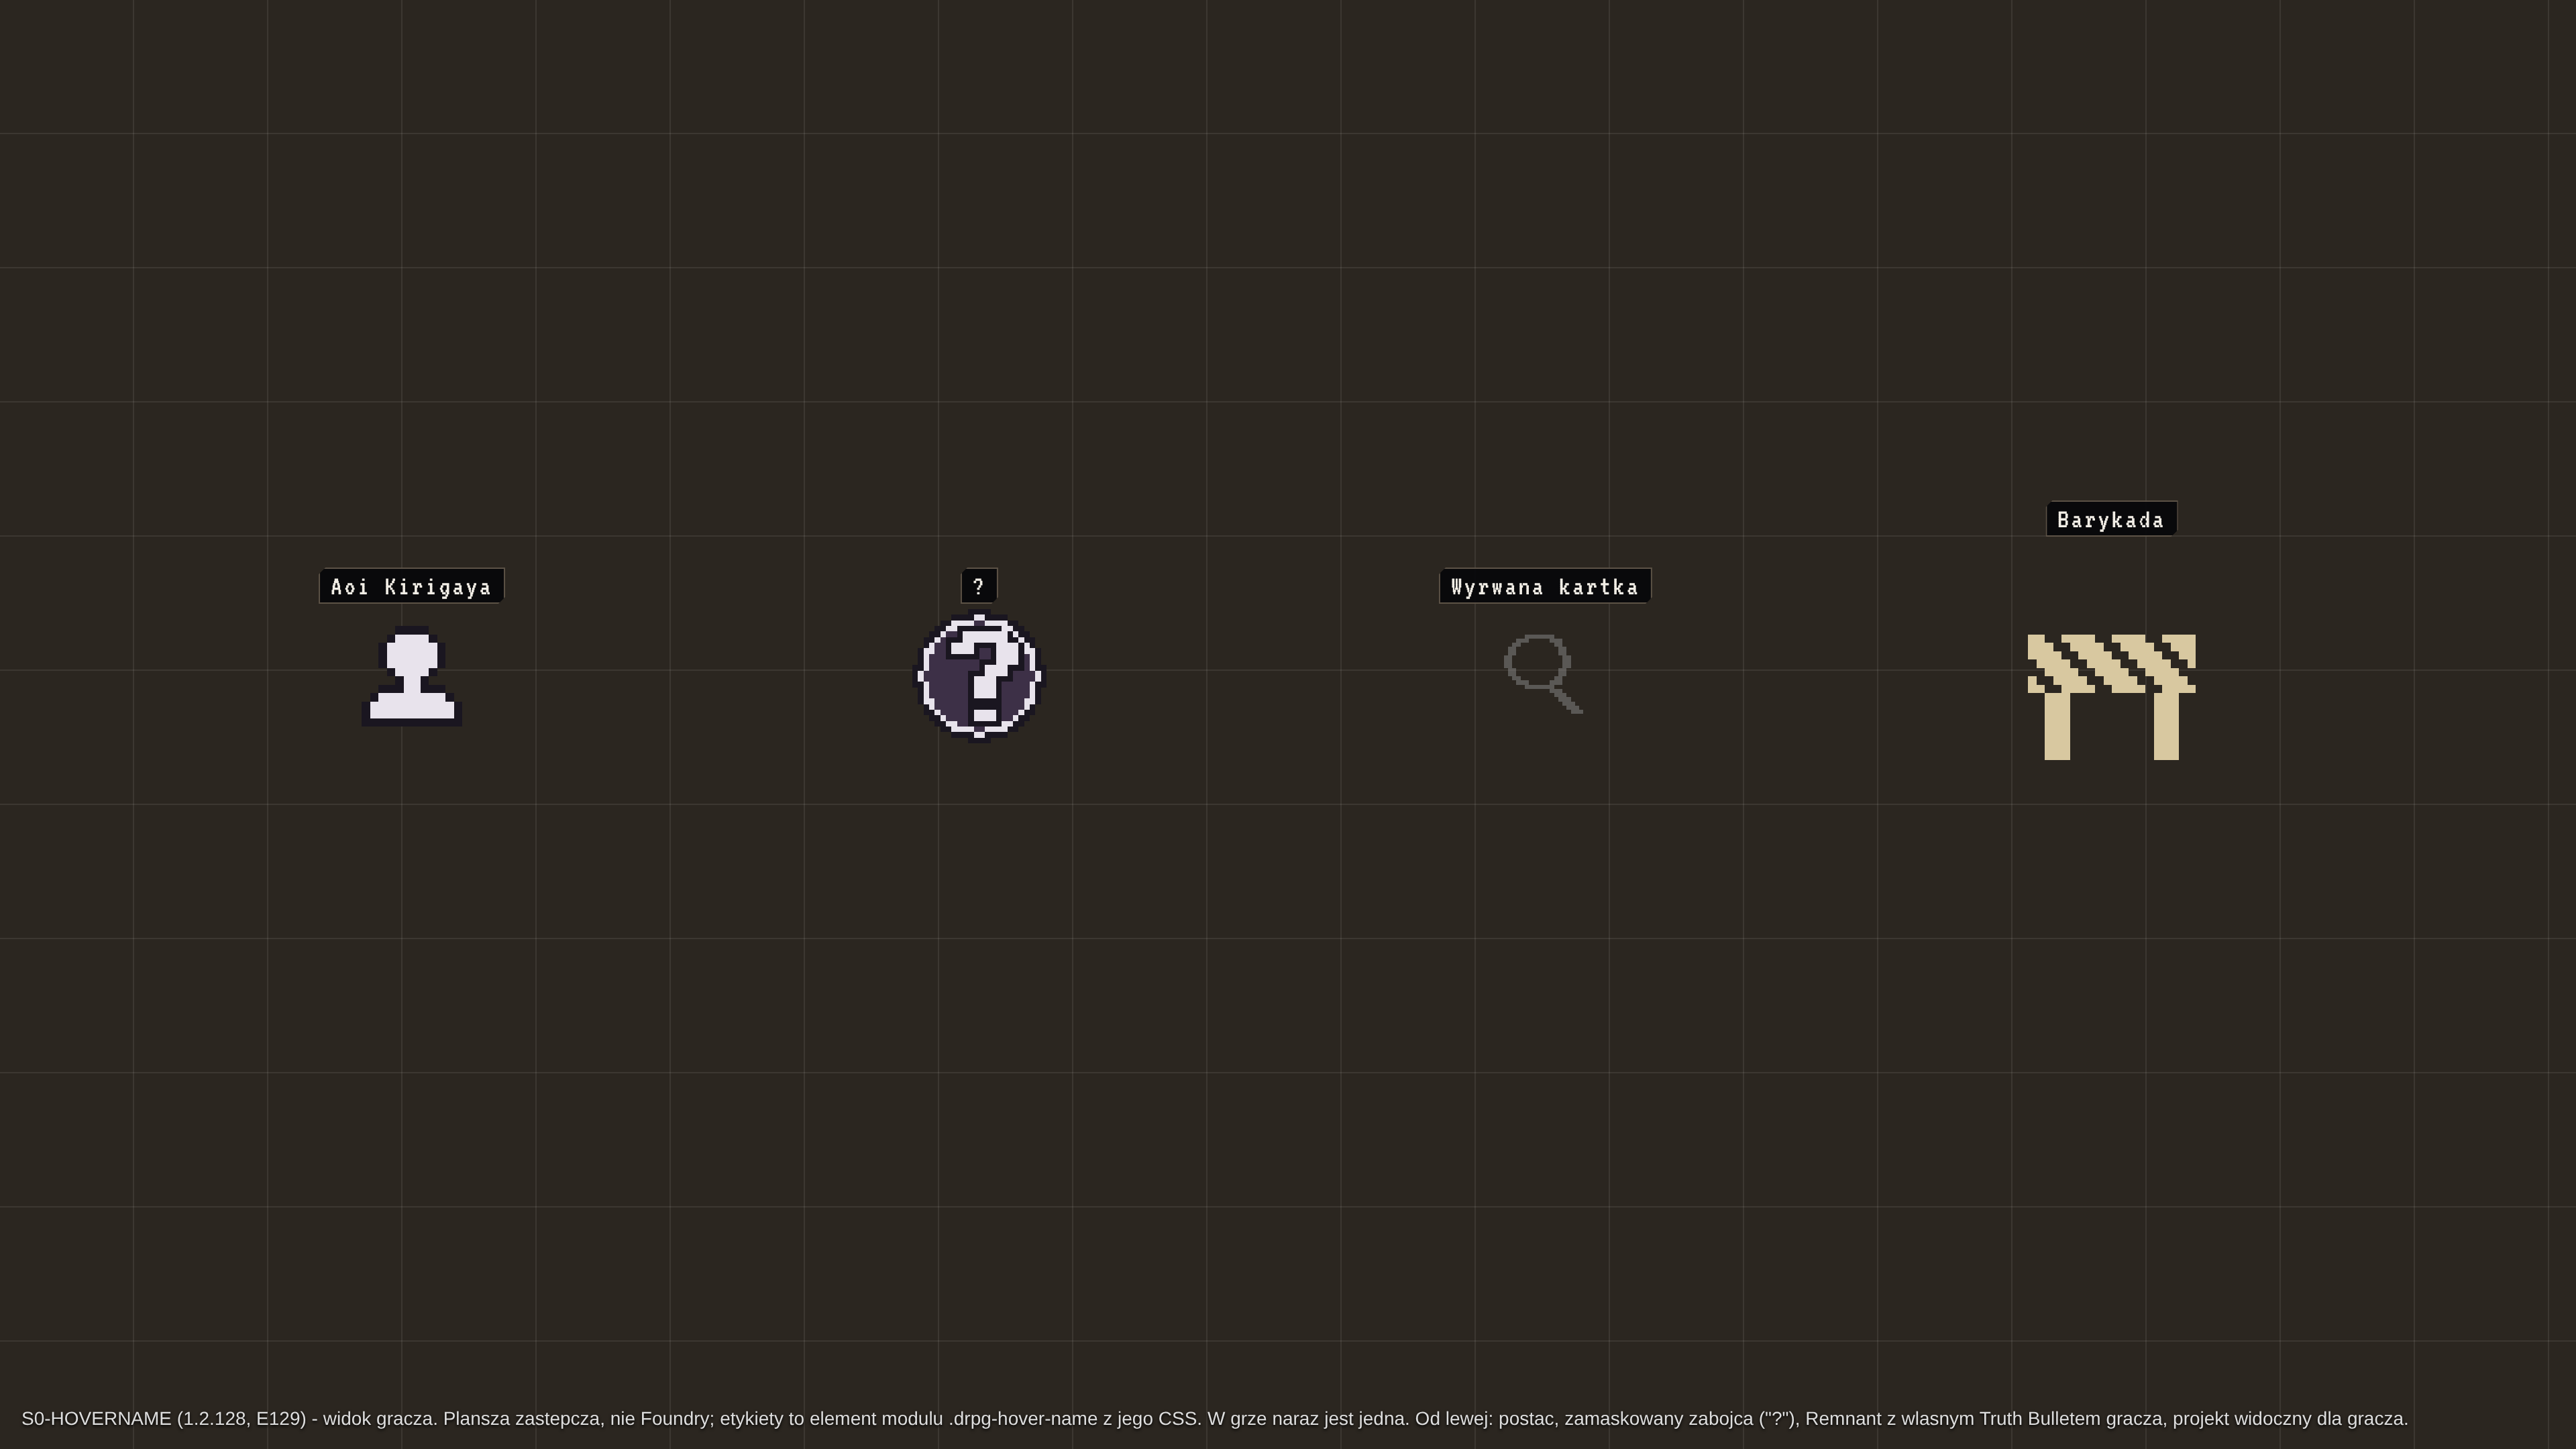 Barykada
Aoi Kirigaya
?
Wyrwana kartka
?
S0-HOVERNAME (1.2.128, E129) - widok gracza. Plansza zastepcza, nie Foundry; etykiety to element modulu .drpg-hover-name z jego CSS. W grze naraz jest jedna. Od lewej: postac, zamaskowany zabojca ("?"), Remnant z wlasnym Truth Bulletem gracza, projekt widoczny dla gracza.